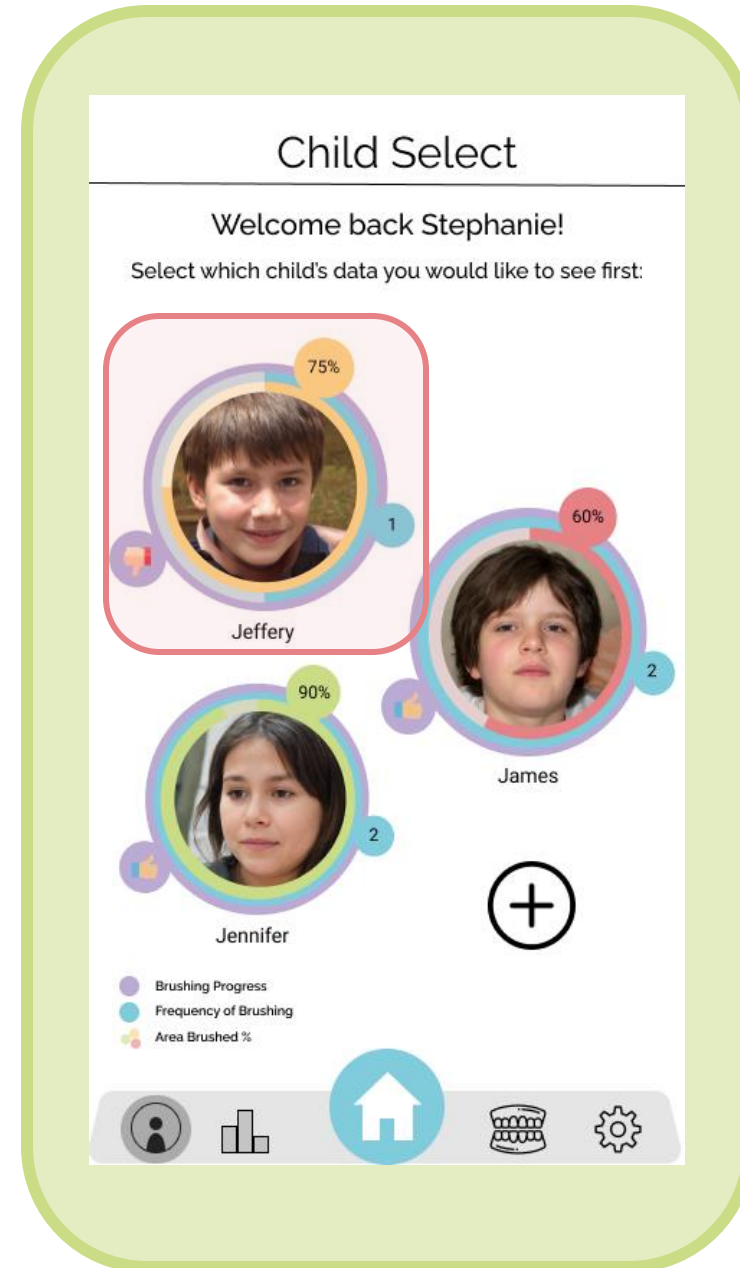 Child Select
Welcome back Stephanie!
Select which child's data you would like to see first:
75%
1
Jeffery
60%
2
James
90%
2
Jennifer
Brushing Progress
Frequency of Brushing
Area Brushed %